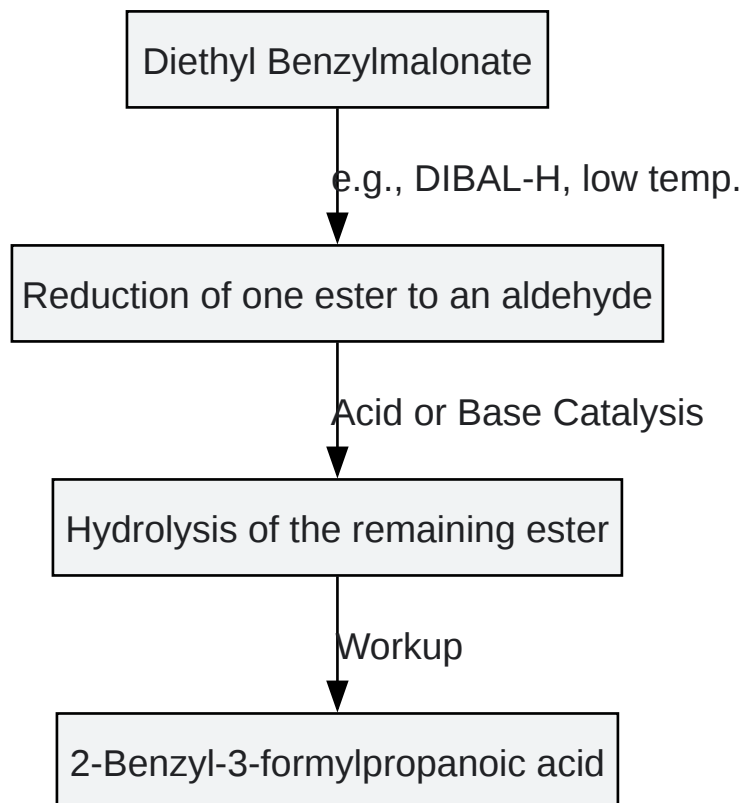 Diethyl Benzylmalonate
e.g., DIBAL-H, low temp.
Reduction of one ester to an aldehyde
Acid or Base Catalysis
Hydrolysis of the remaining ester
Workup
2-Benzyl-3-formylpropanoic acid